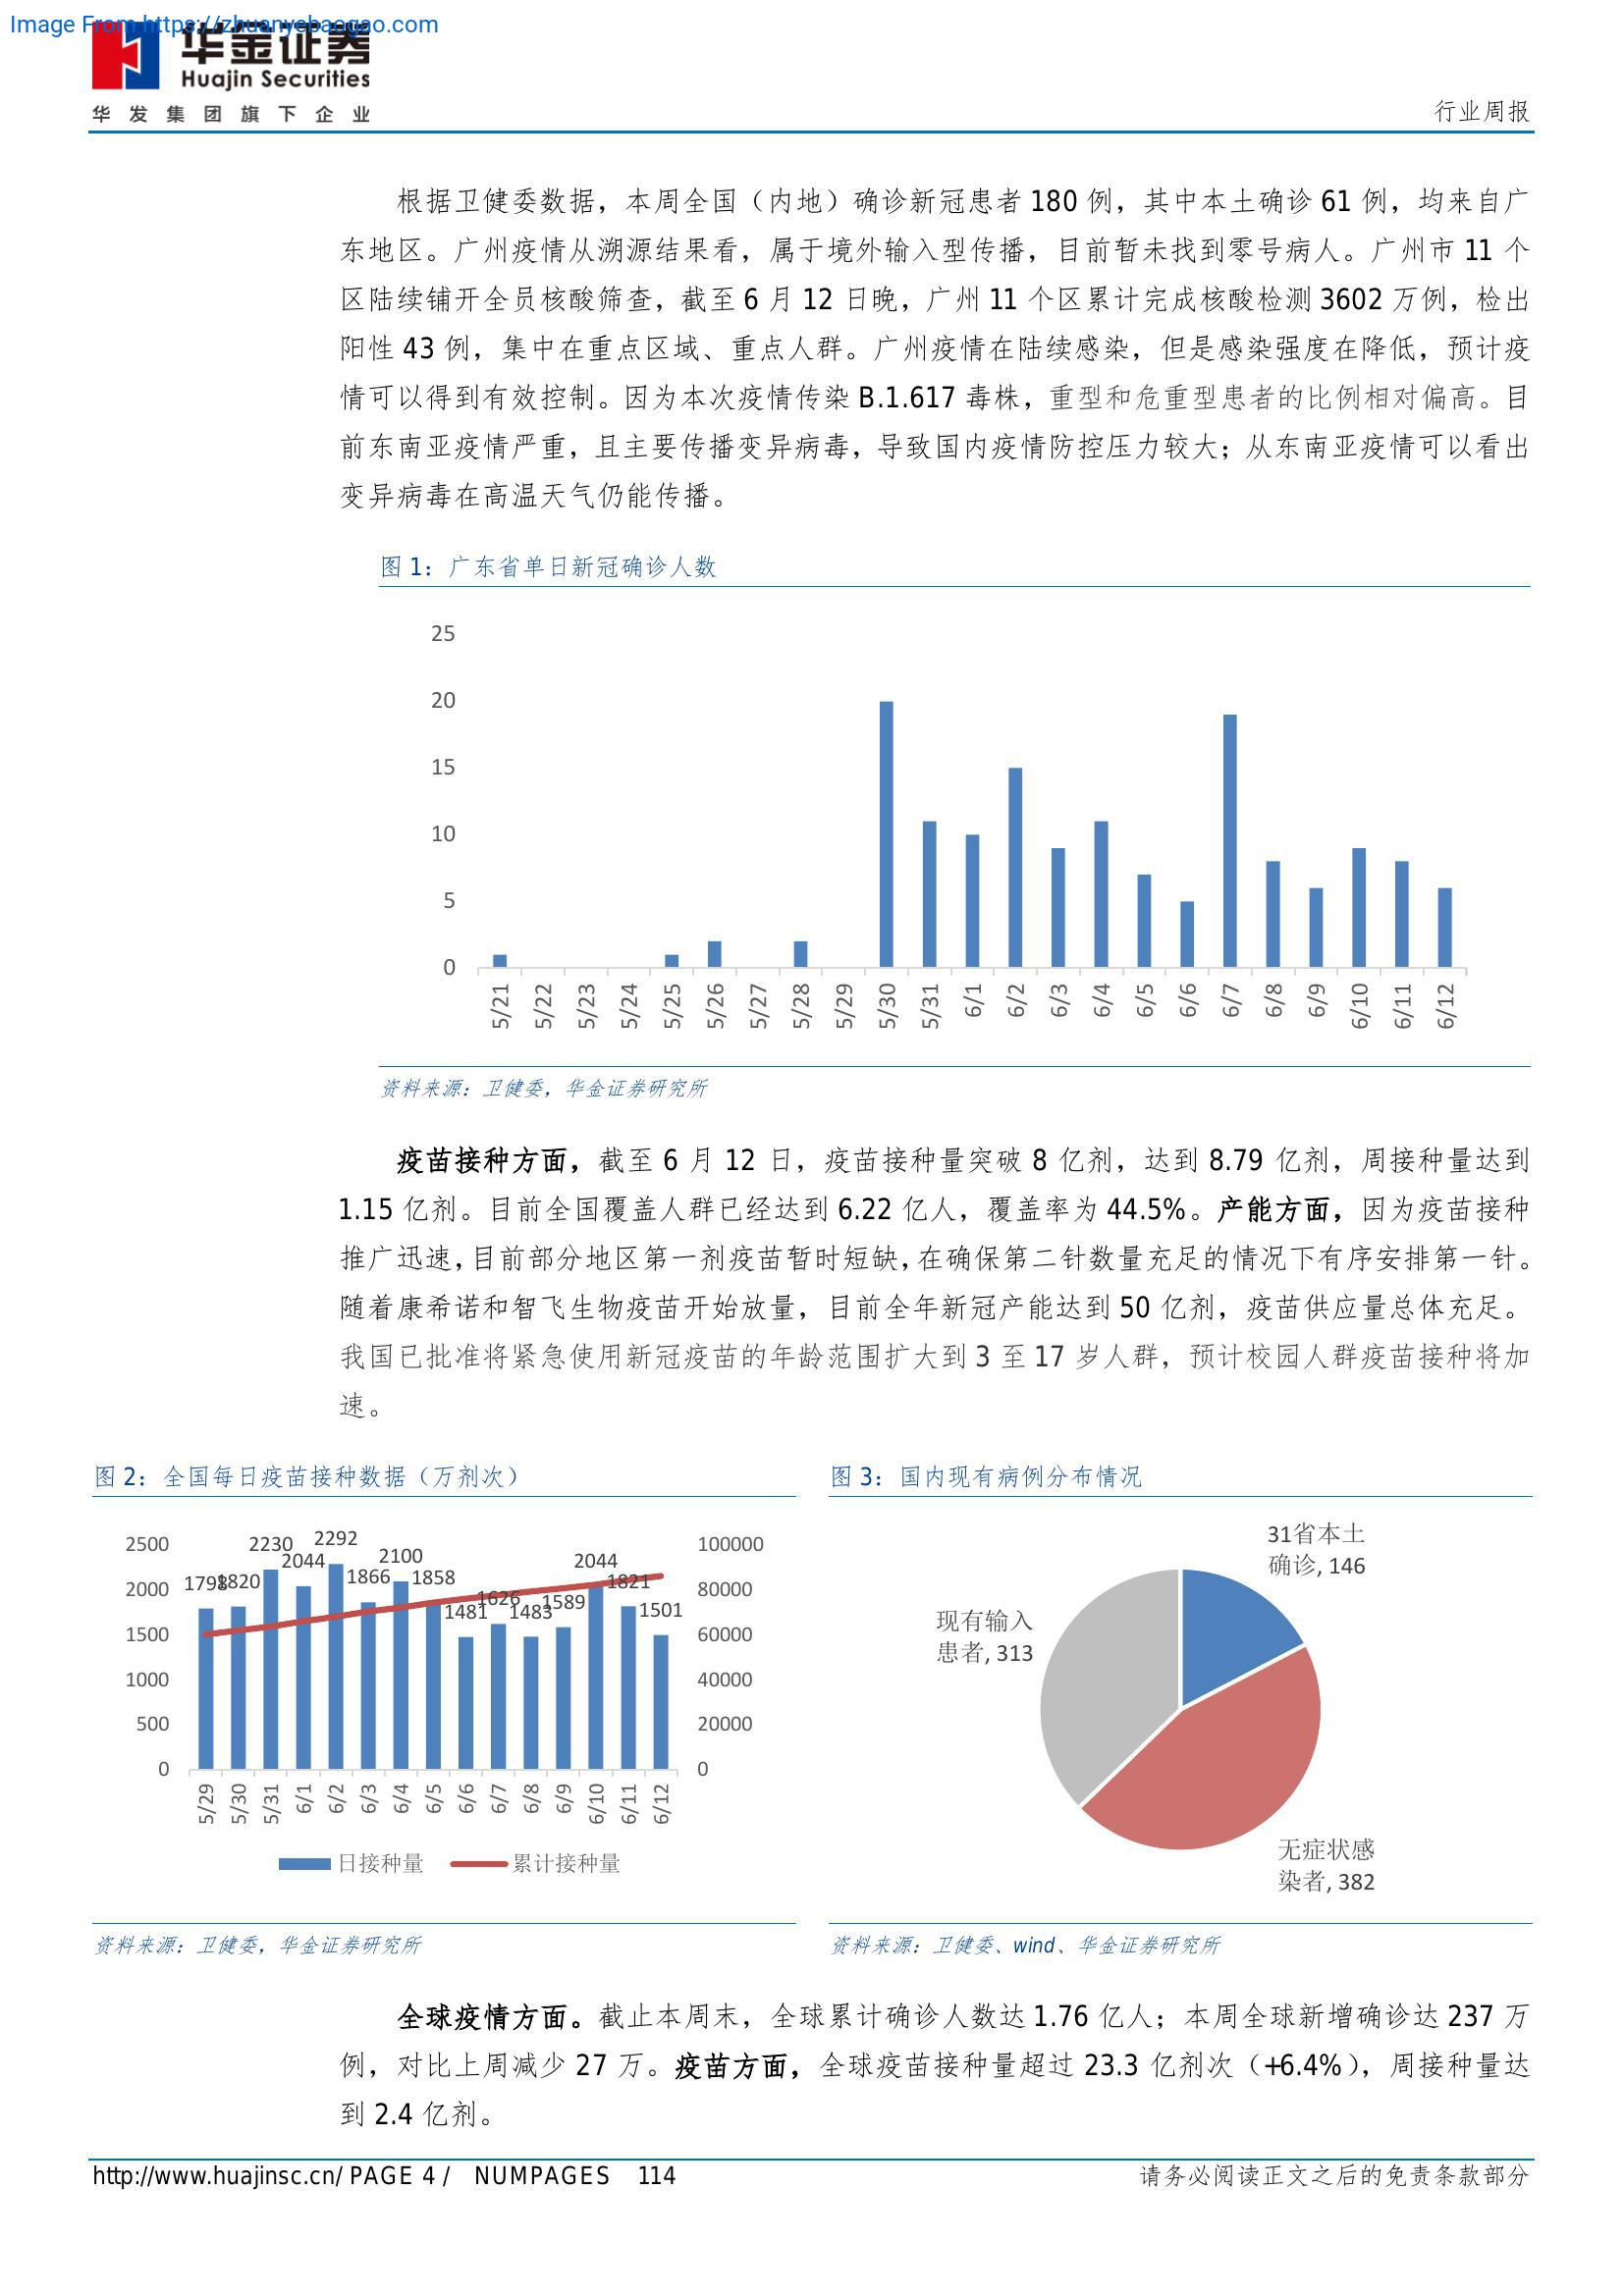 Image From https://zhuanyebaogao.com
华金证券
Huajin Securities
华发集团旗下企业
行业周报
根据卫健委数据，本周全国（内地）确诊新冠患者 180 例，其中本土确诊 61 例，均来自广
东地区。广州疫情从溯源结果看，属于境外输入型传播，目前暂未找到零号病人。广州市 11 个
区陆续铺开全员核酸筛查，截至 6 月 12 日晚，广州 11 个区累计完成核酸检测 3602 万例，检出
阳性 43 例，集中在重点区域、重点人群。广州疫情在陆续感染，但是感染强度在降低，预计疫
情可以得到有效控制。因为本次疫情传染 B.1.617 毒株，重型和危重型患者的比例相对偏高。目
前东南亚疫情严重，且主要传播变异病毒，导致国内疫情防控压力较大；从东南亚疫情可以看出
变异病毒在高温天气仍能传播。
图 1：广东省单日新冠确诊人数
25
20
15
10
5
0
5/21 5/22 5/23 5/24 5/25 5/26 5/27 5/28 5/29 5/30 5/31 6/1 6/2 6/3 6/4 6/5 6/6 6/7 6/8 6/9 6/10 6/11 6/12
资料来源：卫健委，华金证券研究所
疫苗接种方面，截至 6 月 12 日，疫苗接种量突破 8 亿剂，达到 8.79 亿剂，周接种量达到
1.15 亿剂。目前全国覆盖人群已经达到 6.22 亿人，覆盖率为 44.5%。产能方面，因为疫苗接种
推广迅速，目前部分地区第一剂疫苗暂时短缺，在确保第二针数量充足的情况下有序安排第一针。
随着康希诺和智飞生物疫苗开始放量，目前全年新冠产能达到 50 亿剂，疫苗供应量总体充足。
我国已批准将紧急使用新冠疫苗的年龄范围扩大到 3 至 17 岁人群，预计校园人群疫苗接种将加
速。
图 2：全国每日疫苗接种数据（万剂次）
2500
2000
1500
1000
500
0
1798 1820 2230 2044 2292 1866 2100 1858 1481 1626 1483 1589 2044 1821 1501
100000
80000
60000
40000
20000
0
5/29 5/30 5/31 6/1 6/2 6/3 6/4 6/5 6/6 6/7 6/8 6/9 6/10 6/11 6/12
日接种量 累计接种量
资料来源：卫健委，华金证券研究所
图 3：国内现有病例分布情况
31省本土
确诊, 146
现有输入
患者, 313
无症状感
染者, 382
资料来源：卫健委、wind、华金证券研究所
全球疫情方面。截止本周末，全球累计确诊人数达 1.76 亿人；本周全球新增确诊达 237 万
例，对比上周减少 27 万。疫苗方面，全球疫苗接种量超过 23.3 亿剂次（+6.4%），周接种量达
到 2.4 亿剂。
http://www.huajinsc.cn/ PAGE 4 / NUMPAGES 114
请务必阅读正文之后的免责条款部分